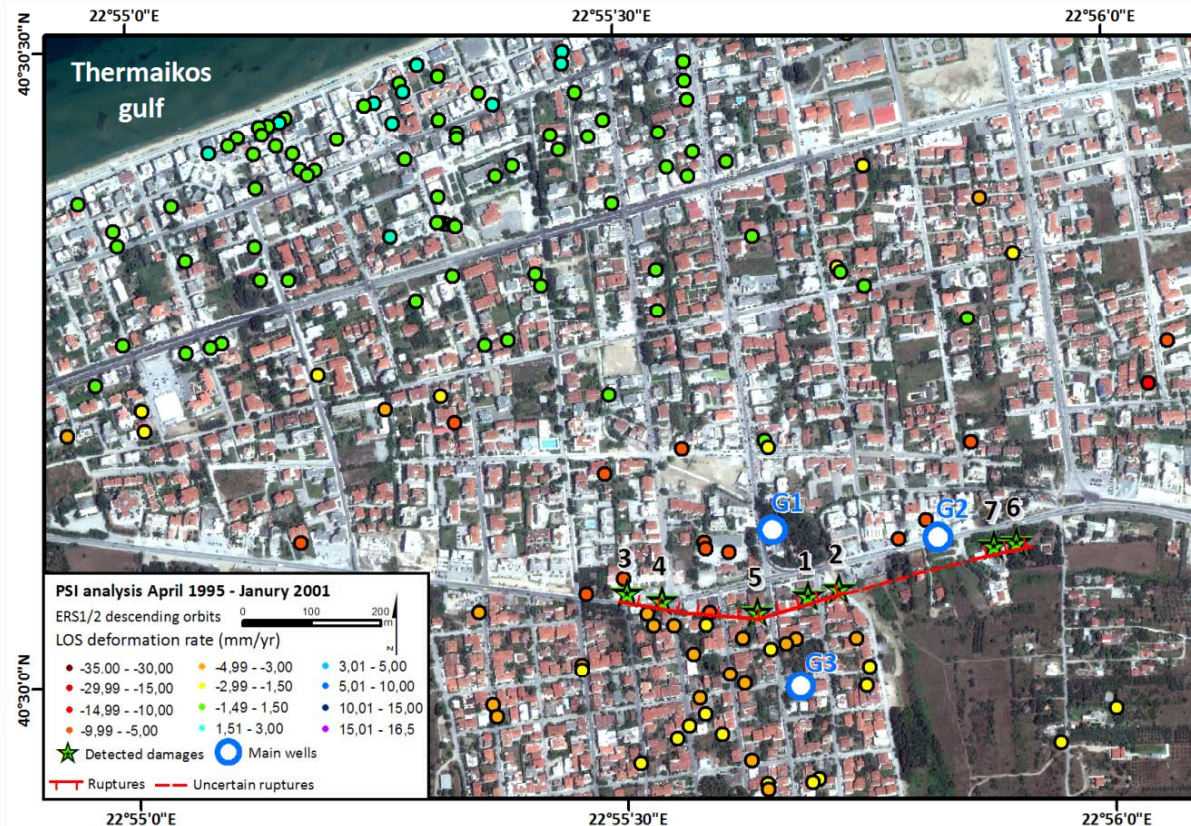 22°55'0"E 22°55'30"E 22°56'0"E
40°30'30"N
Thermaikos
gulf
G1
G2
7 6
3
4
5
1
2
G3
40°30'0"N
PSI analysis April 1995 - Janury 2001
ERS1/2 descending orbits
0 100 200
m
LOS deformation rate (mm/yr)
z
-35,00 - -30,00 -4,99 - -3,00 3,01 - 5,00
-29,99 - -15,00 -2,99 - -1,50 5,01 - 10,00
-14,99 - -10,00 -1,49 - 1,50 10,01 - 15,00
-9,99 - -5,00 1,51 - 3,00 15,01 - 16,5
Detected damages Main wells
Ruptures Uncertain ruptures
22°55'0"E 22°55'30"E 22°56'0"E